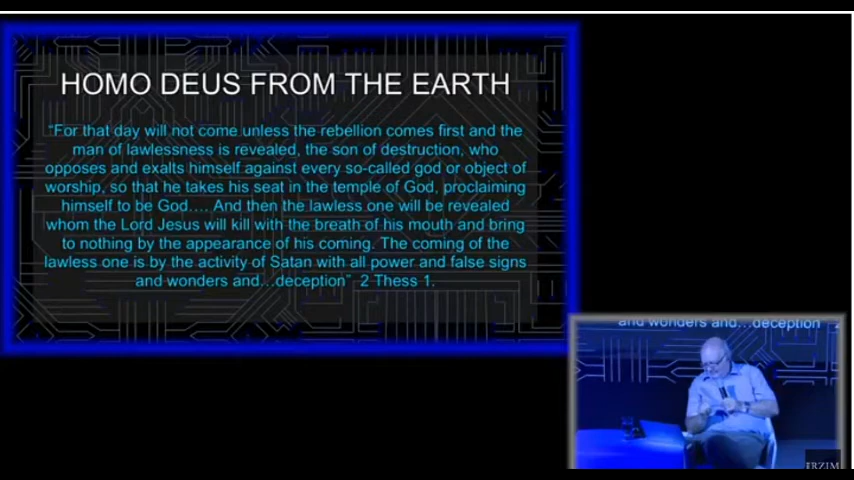 HOMO DEUS FROM THE EARTH
“For that day will not come unless the rebellion comes first and the
man of lawlessness is revealed, the son of destruction, who
opposes and exalts himself against every so-called god or object of
worship, so that he takes his seat in the temple of God, proclaiming
himself to be God…. And then the lawless one will be revealed
whom the Lord Jesus will kill with the breath of his mouth and bring
to nothing by the appearance of his coming. The coming of the
lawless one is by the activity of Satan with all power and false signs
and wonders and…deception” 2 Thess 1.
and wonders and…deception
RZIM